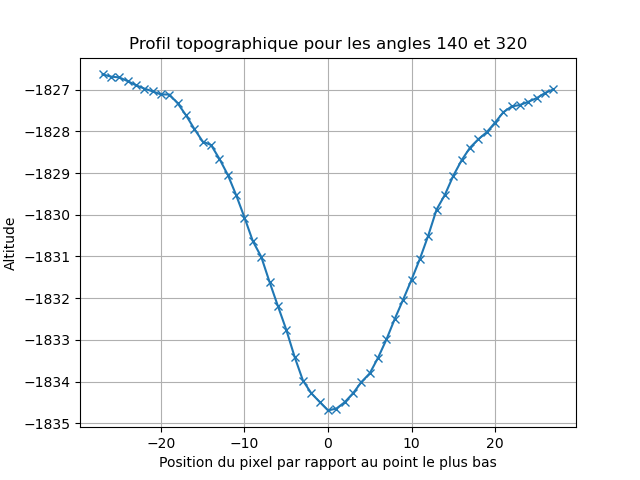 Profil topographique pour les angles 140 et 320
−1827
−1828
−1829
−1830
−1831
−1832
−1833
−1834
−1835
Altitude
−20 −10 0 10 20
Position du pixel par rapport au point le plus bas